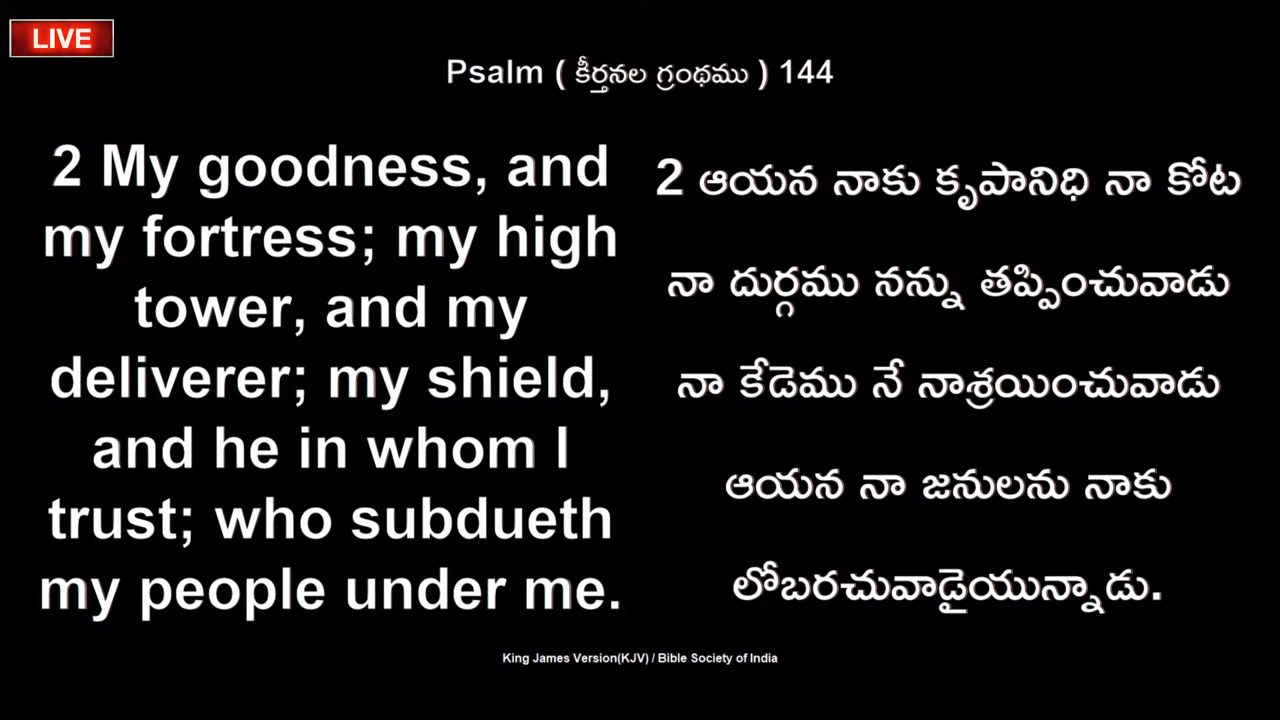 LIVE
Psalm ( కీర్తనల గ్రంథము ) 144
2 My goodness, and
my fortress; my high
tower, and my
deliverer; my shield,
and he in whom I
trust; who subdueth
my people under me.
2 ఆయన నాకు కృపానిధి నా కోట
నా దుర్గము నన్ను తప్పించువాడు
నా కేడెము నే నాశ్రయించువాడు
ఆయన నా జనులను నాకు
లోబరచువాడైయున్నాడు.
King James Version(KJV) / Bible Society of India